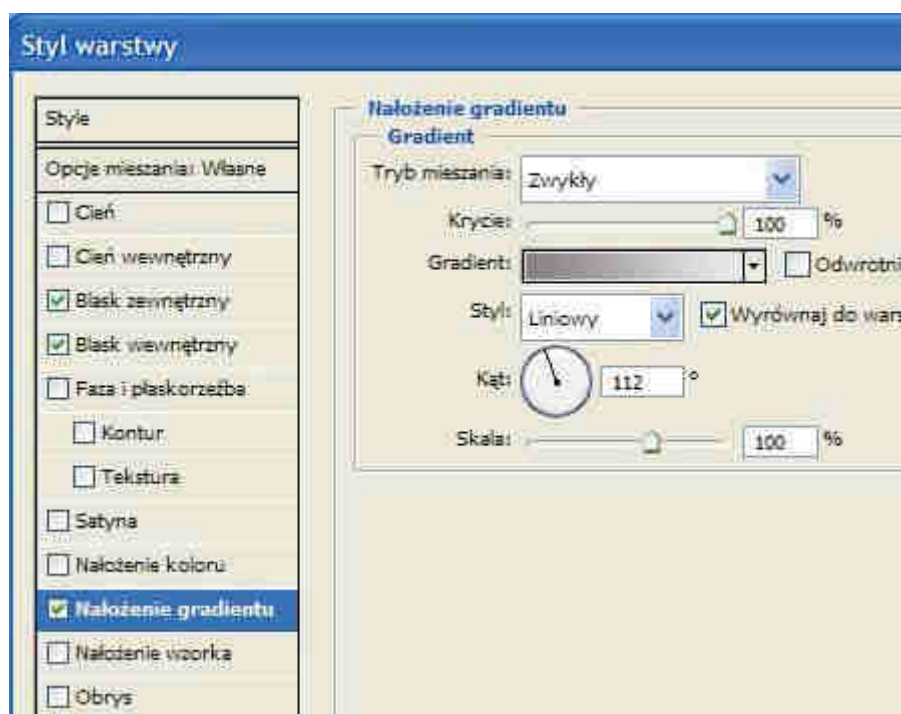 Styl warstwy
Style
Opcje mieszania: Własne
Cień
Cień wewnętrzny
Blask zewnętrzny
Blask wewnętrzny
Faza i płaskorzeźba
Kontur
Tekstura
Satyna
Nałożenie koloru
Nałożenie gradientu
Nałożenie wzorka
Obrys
Nałożenie gradientu
Gradient
Tryb mieszania: Zwykły
Krycie: 100 %
Gradient: Odwrotni
Styl: Liniowy Wyrównaj do wars
Kąt: 112 °
Skala: 100 %